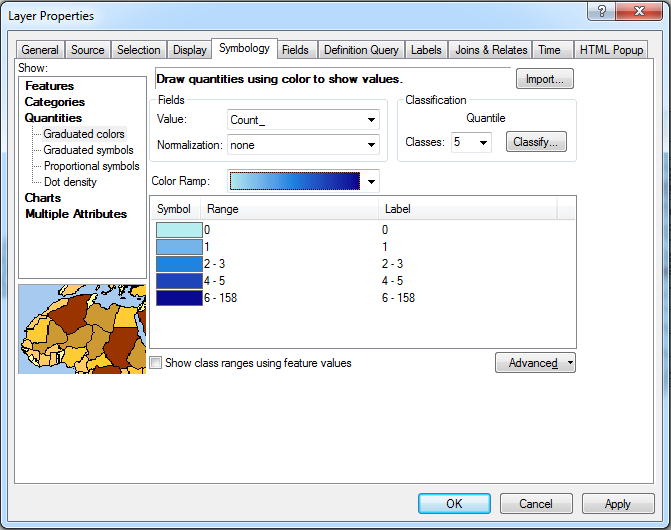 Layer Properties
General Source Selection Display Symbology Fields Definition Query Labels Joins & Relates Time HTML Popup
Show:
Features
Categories
Quantities
Graduated colors
Graduated symbols
Proportional symbols
Dot density
Charts
Multiple Attributes
Draw quantities using color to show values.
Import...
Fields
Value: Count_
Normalization: none
Classification
Quantile
Classes: 5 Classify...
Color Ramp:
Symbol Range Label
0 0
1 1
2 - 3 2 - 3
4 - 5 4 - 5
6 - 158 6 - 158
Show class ranges using feature values
Advanced
OK Cancel Apply